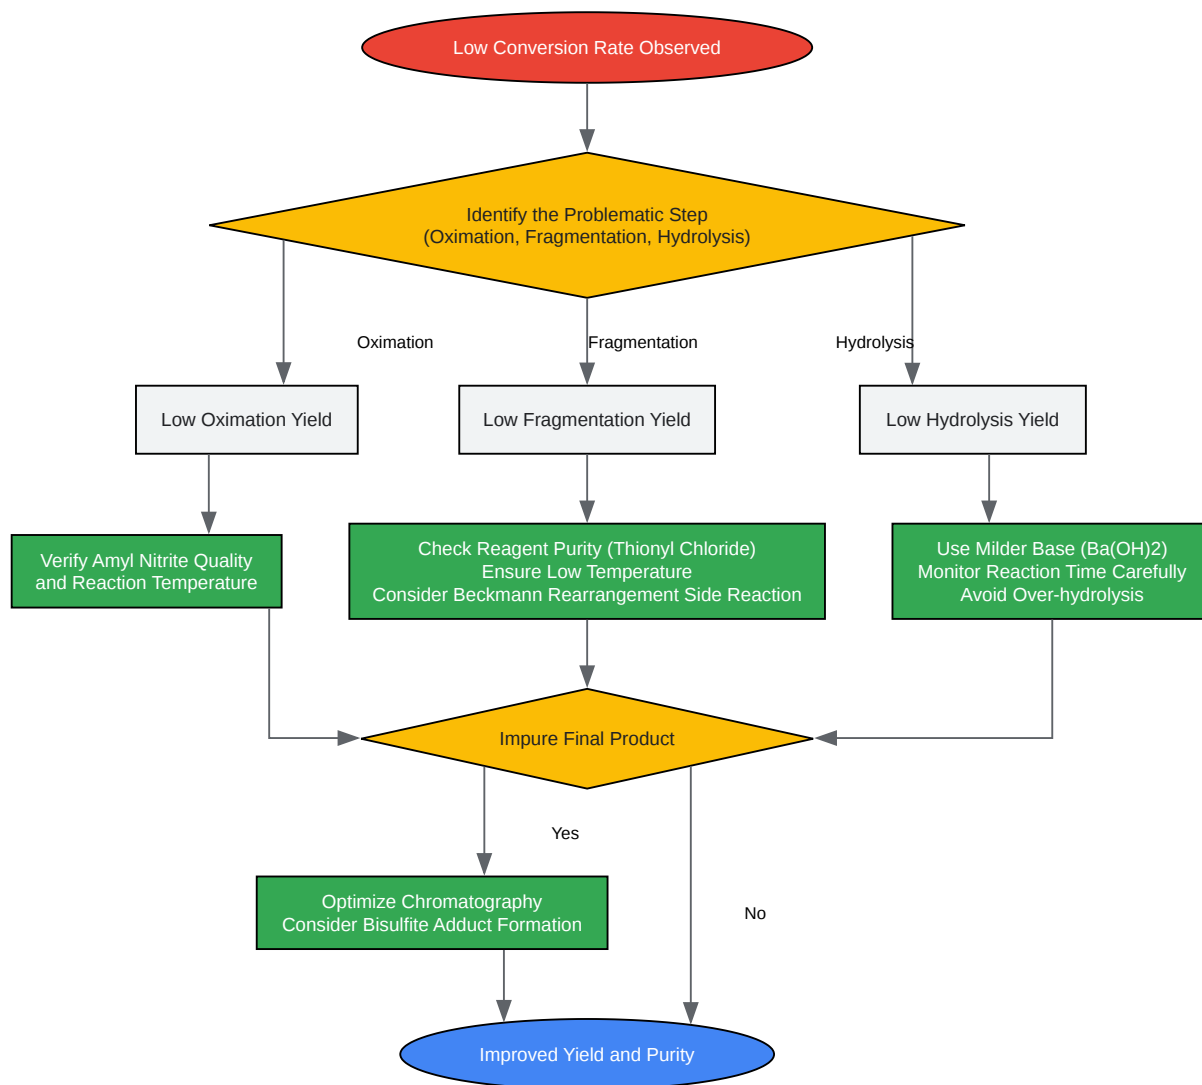 Low Conversion Rate Observed
Identify the Problematic Step
(Oximation, Fragmentation, Hydrolysis)
Oximation
Fragmentation
Hydrolysis
Low Oximation Yield
Low Fragmentation Yield
Low Hydrolysis Yield
Verify Amyl Nitrite Quality
and Reaction Temperature
Check Reagent Purity (Thionyl Chloride)
Ensure Low Temperature
Consider Beckmann Rearrangement Side Reaction
Use Milder Base (Ba(OH)2)
Monitor Reaction Time Carefully
Avoid Over-hydrolysis
Impure Final Product
Yes
Optimize Chromatography
Consider Bisulfite Adduct Formation
No
Improved Yield and Purity